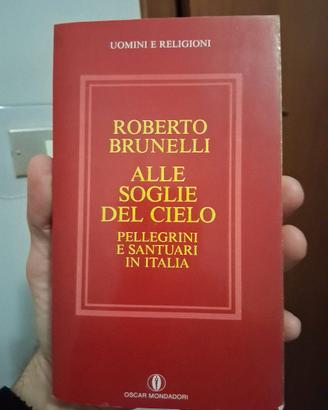 UOMINI E RELIGIONI
ROBERTO
BRUNELLI
ALLE
SOGLIE
DEL CIELO
PELLEGRINI
E SANTUARI
IN ITALIA
OSCAR MONDADORI